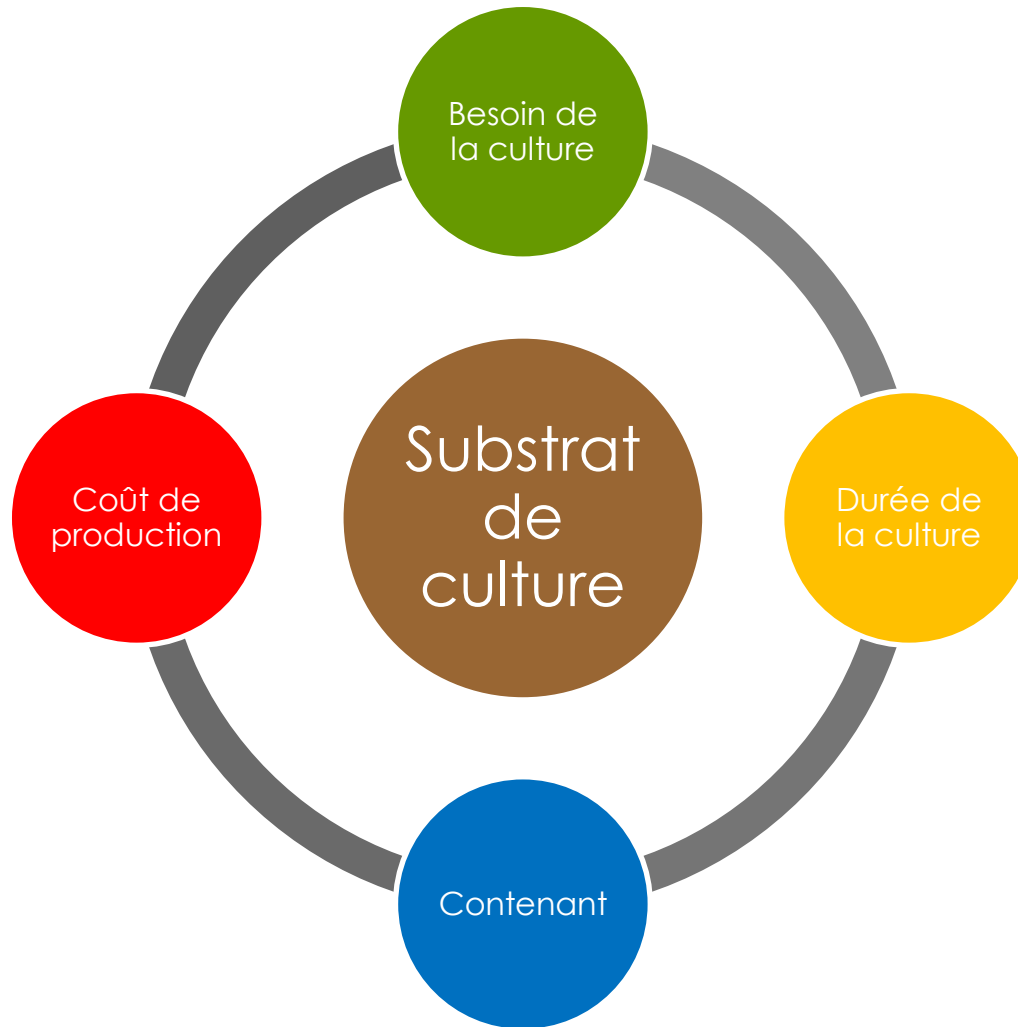 Besoin de
la culture
Coût de
production
Substrat
de
culture
Durée de
la culture
Contenant